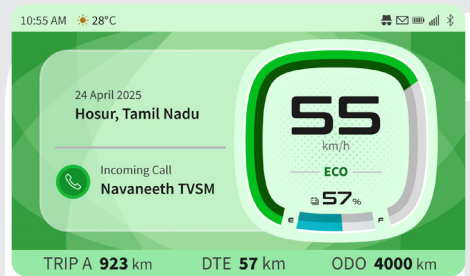 10:55 AM 28°C
24 April 2025
Hosur, Tamil Nadu
Incoming Call
Navaneeth TVSM
55
km/h
ECO
57%
E F
TRIP A 923 km DTE 57 km ODO 4000 km